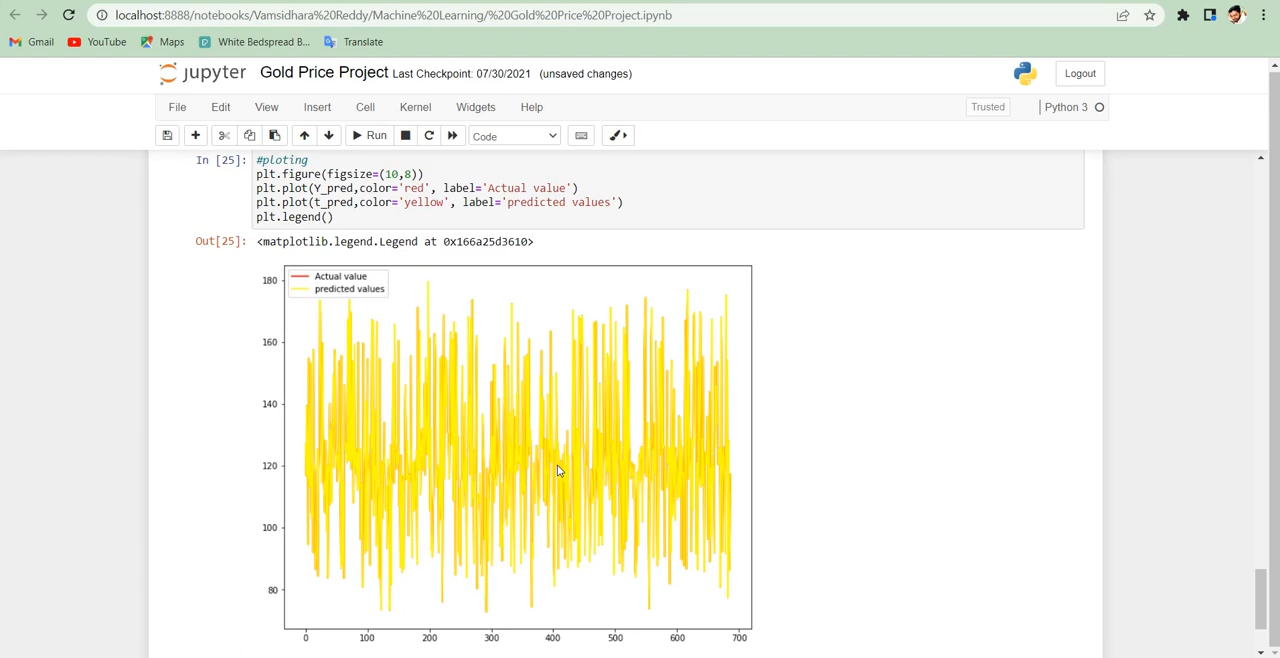 localhost:8888/notebooks/Vamsidhara%20Reddy/Machine%20Learning/%20Gold%20Price%20Project.ipynb
Gmail YouTube Maps White Bedspread B... Translate
jupyter Gold Price Project Last Checkpoint: 07/30/2021 (unsaved changes) Logout
File Edit View Insert Cell Kernel Widgets Help Trusted Python 3
Run Code
In [25]: #ploting
plt.figure(figsize=(10,8))
plt.plot(Y_pred,color='red', label='Actual value')
plt.plot(t_pred,color='yellow', label='predicted values')
plt.legend()
Out[25]: <matplotlib.legend.Legend at 0x166a25d3610>
Actual value
predicted values
180
160
140
120
100
80
0 100 200 300 400 500 600 700